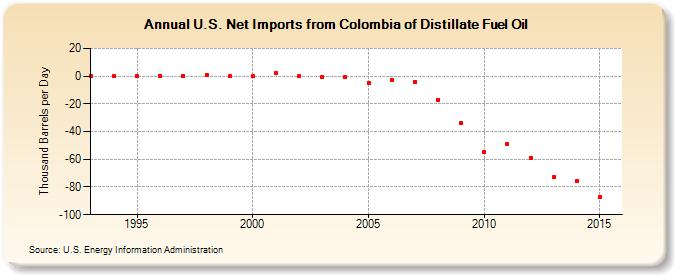 Annual U.S. Net Imports from Colombia of Distillate Fuel Oil
Thousand Barrels per Day
20
0
-20
-40
-60
-80
-100
1995 2000 2005 2010 2015
Source: U.S. Energy Information Administration